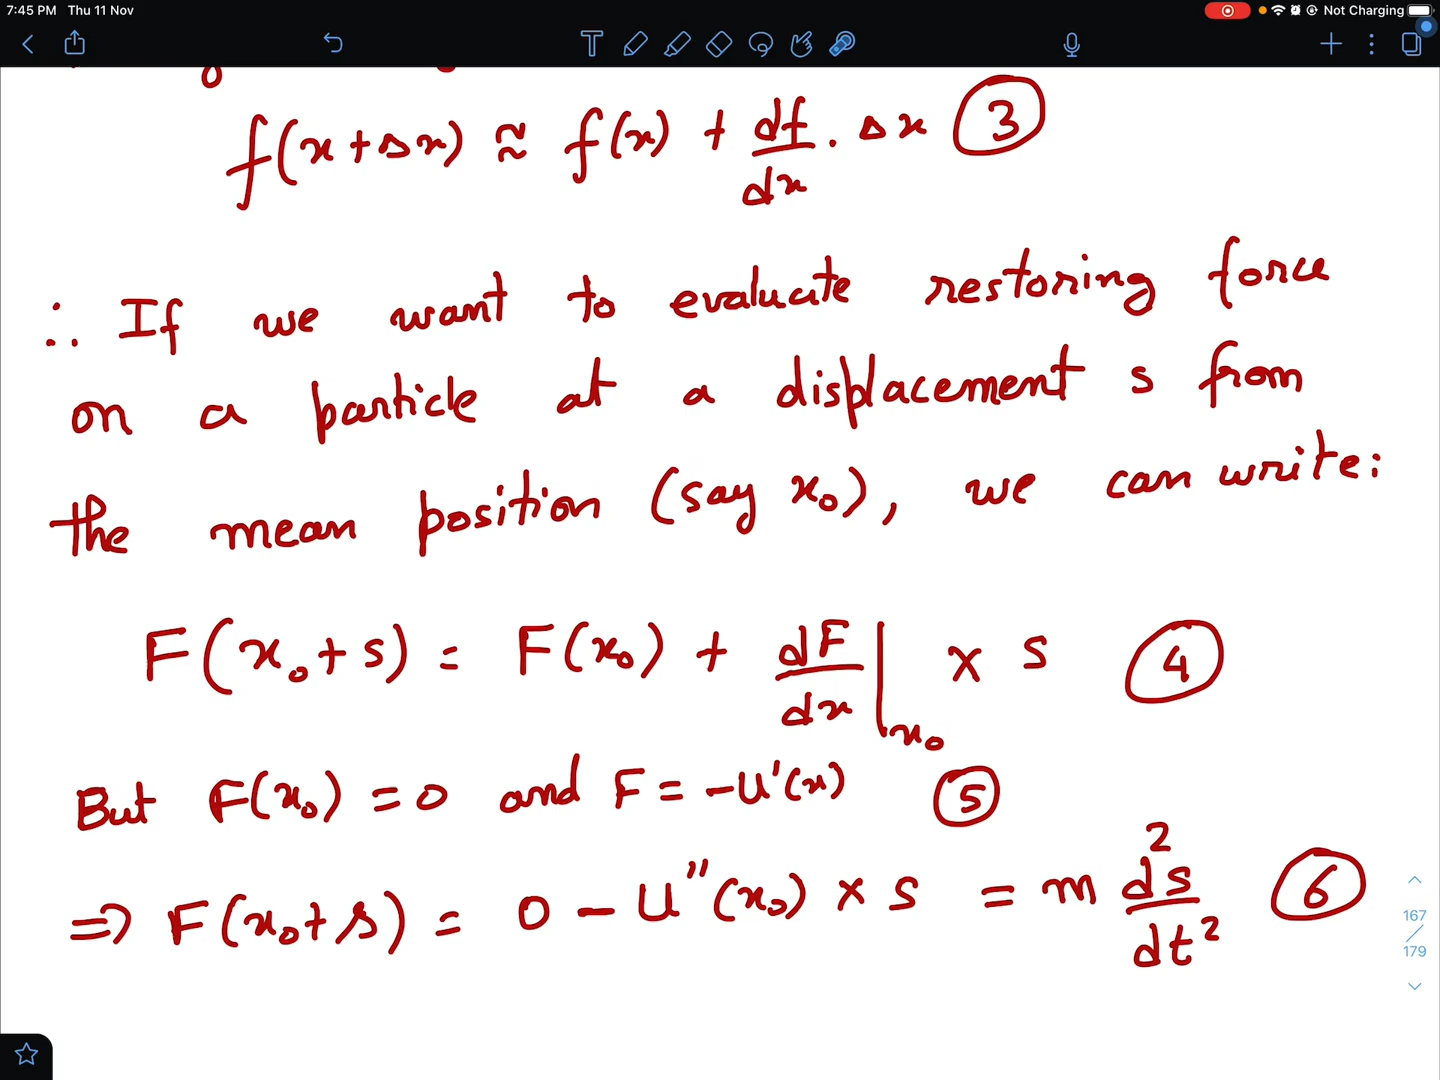 7:45 PM Thu 11 Nov
Not Charging
f(x+Δx) ≈ f(x) + df/dx . Δx ③
∴ If we want to evaluate restoring force
on a particle at a displacement s from
the mean position (say x₀), we can write:
F(x₀+s) = F(x₀) + dF/dx |x₀ × s ④
But F(x₀) = 0 and F = -U'(x) ⑤
⇒ F(x₀+s) = 0 - U''(x₀) × s = m d²s/dt² ⑥
167
/
179